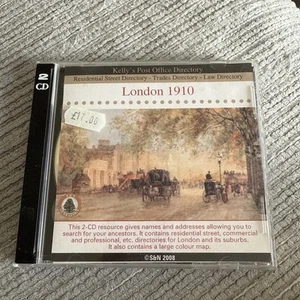 2
CD
Kelly's Post Office Directory
Residential Street Directory - Trades Directory - Law Directory
London 1910
£17.00
This 2-CD resource gives names and addresses allowing you to
search for your ancestors. It contains residential street, commercial
and professional, etc. directories for London and its suburbs.
It also contains a large colour map.
©S&N 2008